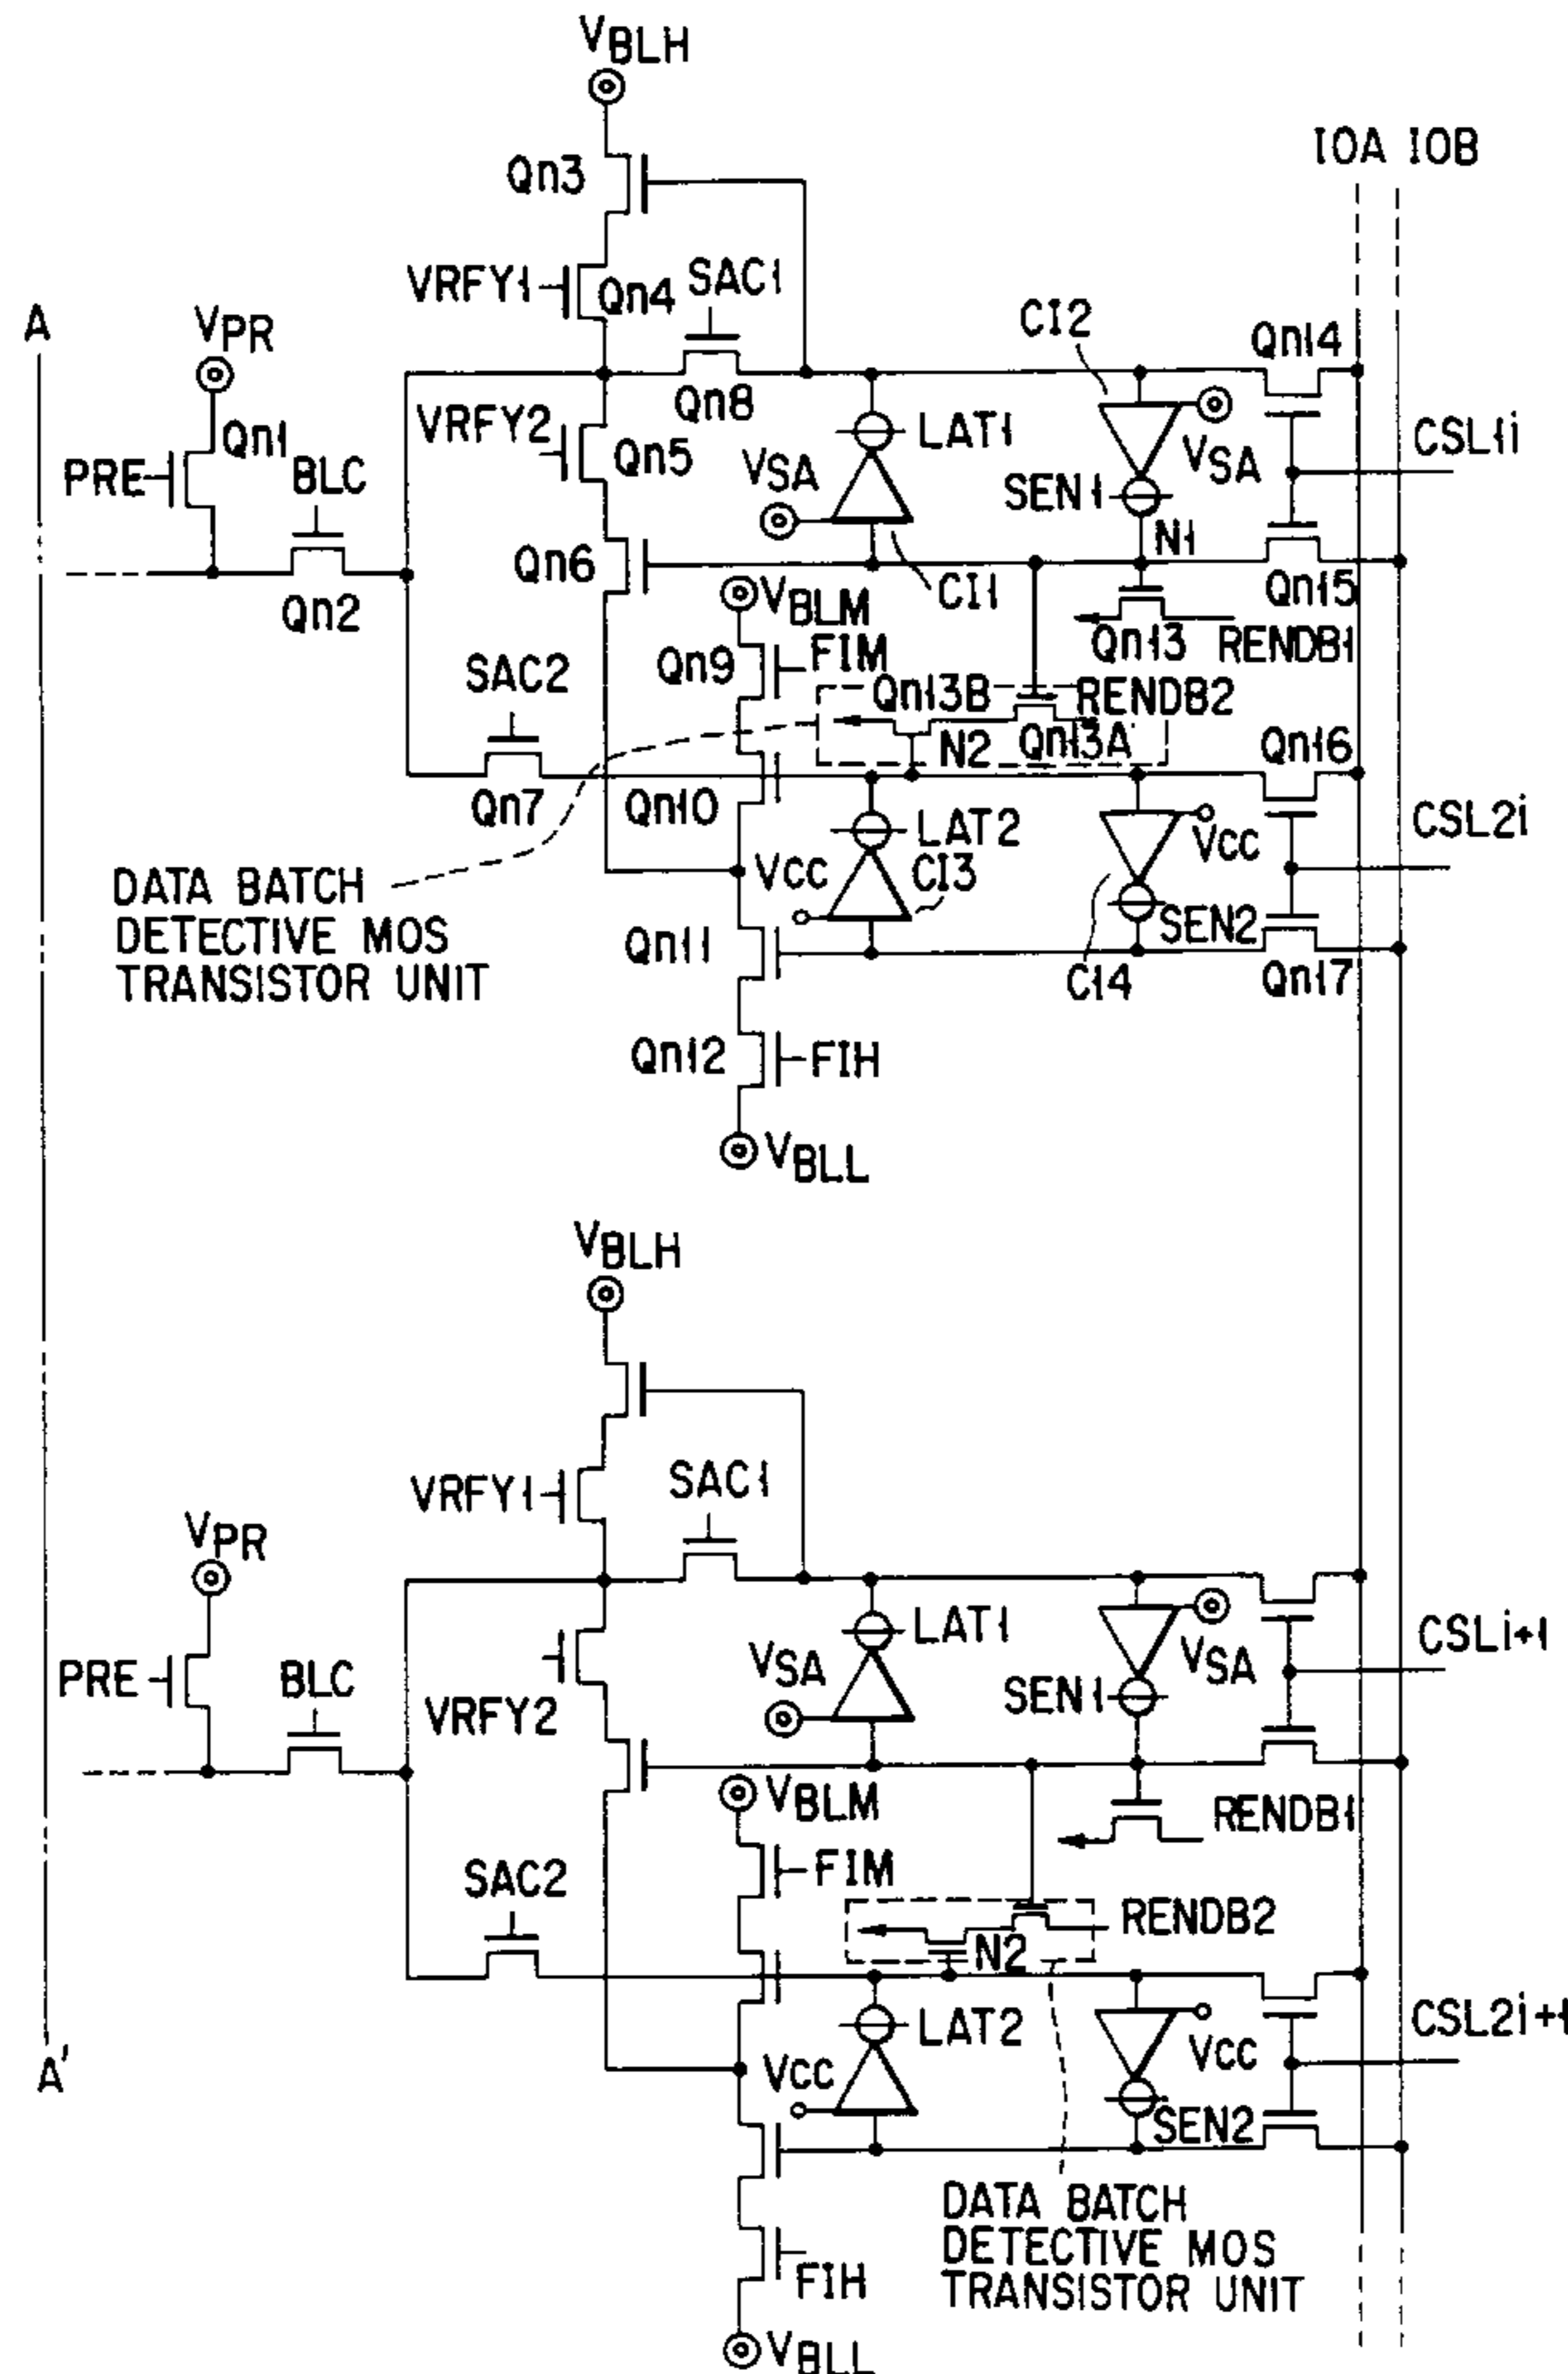 VBLH
IOA IOB
Qn3
VRFY1
Qn4
SAC1
A
VPR
CI2
Qn14
Qn8
Qn1
VRFY2
Qn5
LAT1
VSA
CSL1i
PRE
BLC
VSA
SEN1
N1
Qn6
Qn2
VBLM
CI1
Qn15
Qn13
RENDB1
Qn9
FIM
SAC2
Qn13B
RENDB2
N2
Qn13A
Qn16
Qn7
Qn10
LAT2
VCC
CSL2i
DATA BATCH
DETECTIVE MOS
TRANSISTOR UNIT
VCC
CI3
Qn11
SEN2
CI4
Qn17
Qn12
FIH
VBLL
VBLH
VRFY1
SAC1
VPR
LAT1
CSLi+1
PRE
BLC
VSA
VSA
SEN1
VRFY2
VBLM
RENDB1
FIM
SAC2
RENDB2
N2
LAT2
VCC
CSL2i+1
A'
VCC
SEN2
DATA BATCH
DETECTIVE MOS
TRANSISTOR UNIT
FIH
VBLL